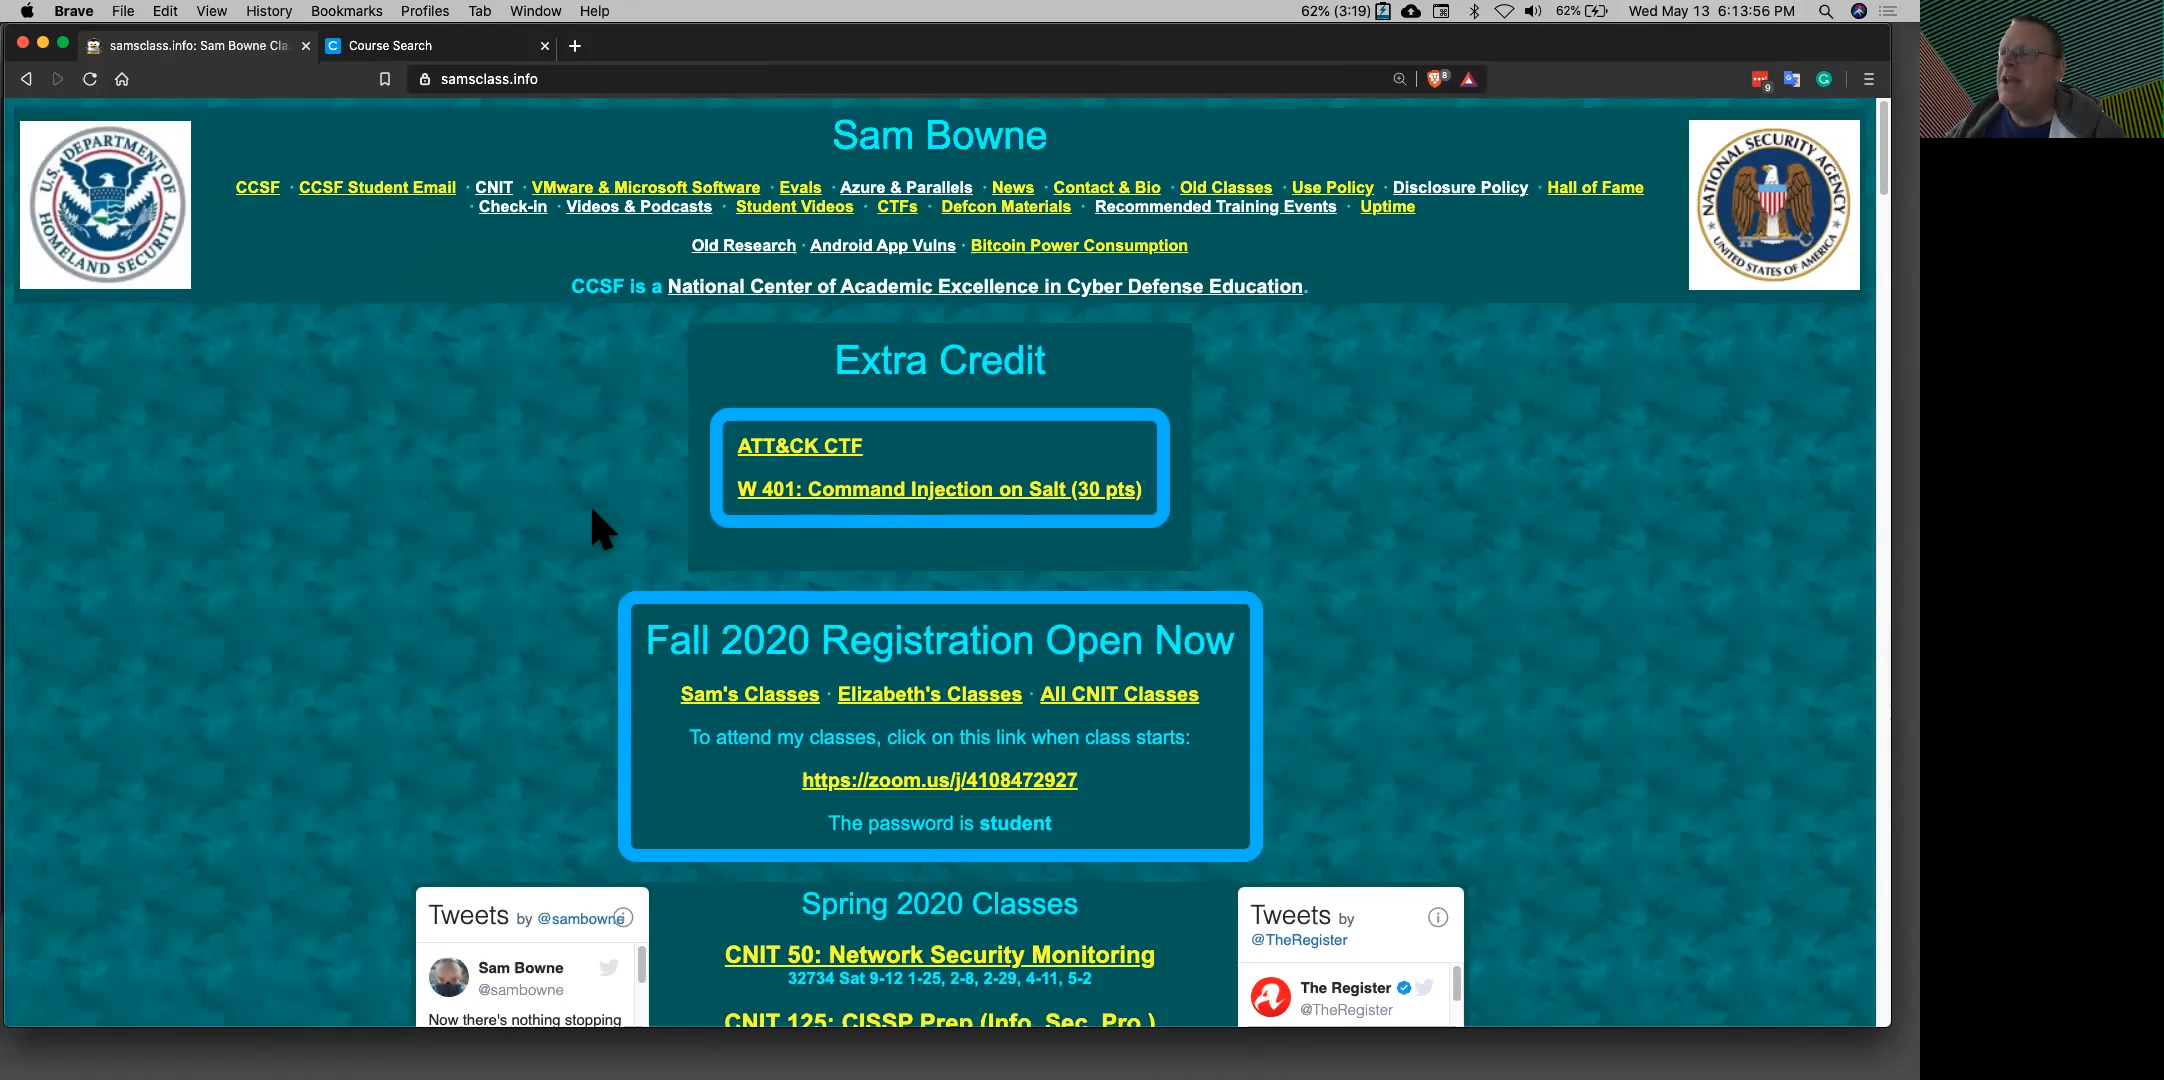 Brave File Edit View History Bookmarks Profiles Tab Window Help 62% (3:19) 62% Wed May 13 6:13:56 PM
samsclass.info: Sam Bowne Cla Course Search
samsclass.info 8 9
U.S. DEPARTMENT OF HOMELAND SECURITY
Sam Bowne
NATIONAL SECURITY AGENCY UNITED STATES OF AMERICA
CCSF · CCSF Student Email · CNIT · VMware & Microsoft Software · Evals · Azure & Parallels · News · Contact & Bio · Old Classes · Use Policy · Disclosure Policy · Hall of Fame
· Check-in · Videos & Podcasts · Student Videos · CTFs · Defcon Materials · Recommended Training Events · Uptime
Old Research · Android App Vulns · Bitcoin Power Consumption
CCSF is a National Center of Academic Excellence in Cyber Defense Education.
Extra Credit
ATT&CK CTF
W 401: Command Injection on Salt (30 pts)
Fall 2020 Registration Open Now
Sam's Classes · Elizabeth's Classes · All CNIT Classes
To attend my classes, click on this link when class starts:
https://zoom.us/j/4108472927
The password is student
Tweets by @sambowne
Sam Bowne
@sambowne
Now there's nothing stopping
Spring 2020 Classes
CNIT 50: Network Security Monitoring
32734 Sat 9-12 1-25, 2-8, 2-29, 4-11, 5-2
CNIT 125: CISSP Prep (Info. Sec. Pro.)
Tweets by
@TheRegister
The Register
@TheRegister